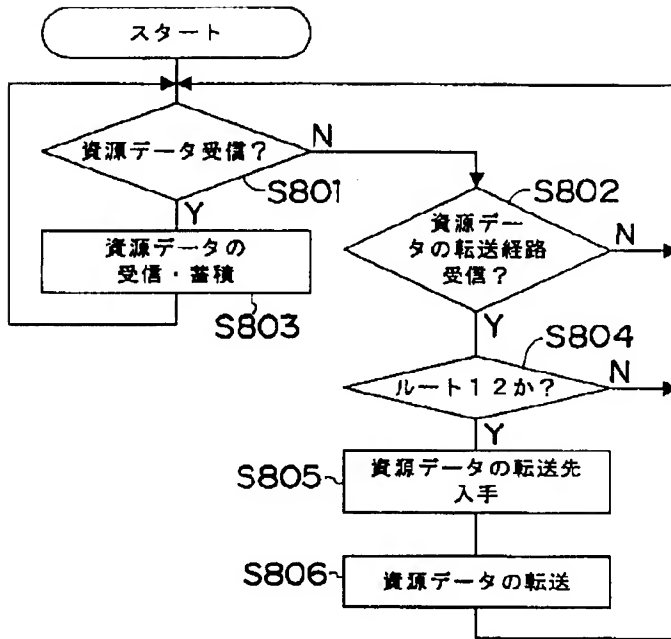 スタート
資源データ受信?
N
S801
Y
資源データの
受信・蓄積
S803
S802
資源デー
タの転送経路
受信?
N
Y
S804
ルート12か?
N
Y
S805
資源データの転送先
入手
S806
資源データの転送